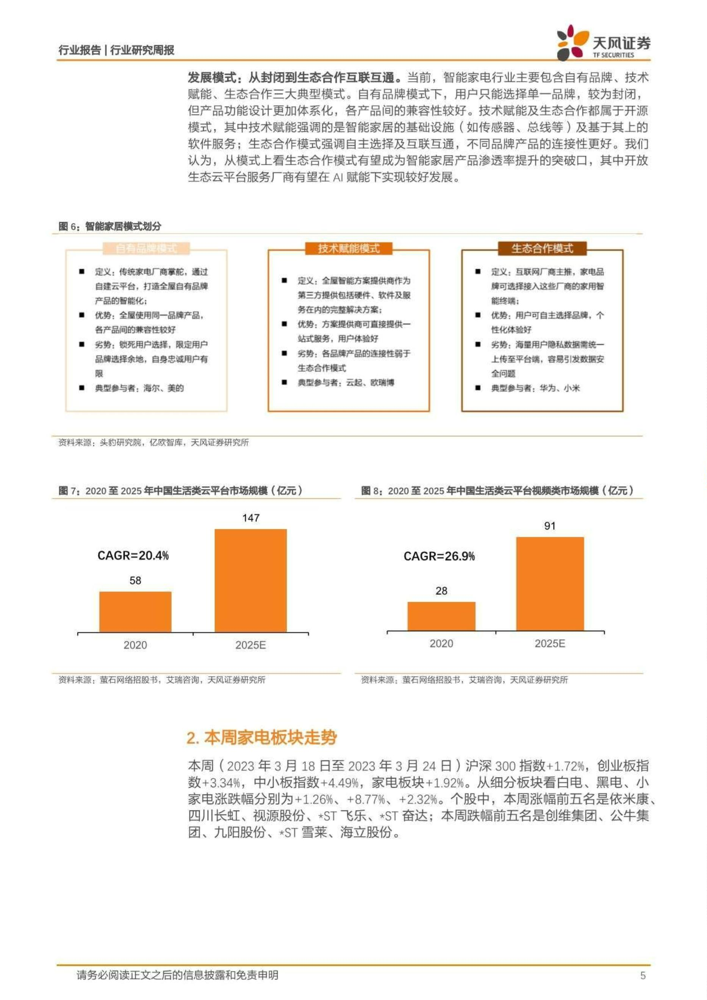 行业报告 | 行业研究周报
天风证券
TF SECURITIES
发展模式：从封闭到生态合作互联互通。当前，智能家电行业主要包含自有品牌、技术
赋能、生态合作三大典型模式。自有品牌模式下，用户只能选择单一品牌，较为封闭，
但产品功能设计更加体系化，各产品间的兼容性较好。技术赋能及生态合作都属于开源
模式，其中技术赋能强调的是智能家居的基础设施（如传感器、总线等）及基于其上的
软件服务；生态合作模式强调自主选择及互联互通，不同品牌产品的连接性更好。我们
认为，从模式上看生态合作模式有望成为智能家居产品渗透率提升的突破口，其中开放
生态云平台服务厂商有望在 AI 赋能下实现较好发展。
图 6：智能家居模式划分
自有品牌模式
■ 定义：传统家电厂商掌舵，通过
自建云平台，打造全屋自有品牌
产品的智能化；
■ 优势：全屋使用同一品牌产品，
各产品间的兼容性较好
■ 劣势：锁死用户选择，限定用户
品牌选择余地，自身忠诚用户有
限
■ 典型参与者：海尔、美的
技术赋能模式
■ 定义：全屋智能方案提供商作为
第三方提供包括硬件、软件及服
务在内的完整解决方案；
■ 优势：方案提供商可直接提供一
站式服务，用户体验好
■ 劣势：各品牌产品的连接性弱于
生态合作模式
■ 典型参与者：云起、欧瑞博
生态合作模式
■ 定义：互联网厂商主推，家电品
牌可选择接入这些厂商的家用智
能终端；
■ 优势：用户可自主选择品牌，个
性化体验好
■ 劣势：海量用户隐私数据需统一
上传至平台端，容易引发数据安
全问题
■ 典型参与者：华为、小米
资料来源：头豹研究院，亿欧智库，天风证券研究所
图 7：2020 至 2025 年中国生活类云平台市场规模（亿元）
147
CAGR=20.4%
58
2020
2025E
资料来源：萤石网络招股书，艾瑞咨询，天风证券研究所
图 8：2020 至 2025 年中国生活类云平台视频类市场规模（亿元）
91
CAGR=26.9%
28
2020
2025E
资料来源：萤石网络招股书，艾瑞咨询，天风证券研究所
2. 本周家电板块走势
本周（2023 年 3 月 18 日至 2023 年 3 月 24 日）沪深 300 指数+1.72%，创业板指
数+3.34%，中小板指数+4.49%，家电板块+1.92%。从细分板块看白电、黑电、小
家电涨跌幅分别为+1.26%、+8.77%、+2.32%。个股中，本周涨幅前五名是依米康、
四川长虹、视源股份、*ST 飞乐、*ST 奋达；本周跌幅前五名是创维集团、公牛集
团、九阳股份、*ST 雪莱、海立股份。
请务必阅读正文之后的信息披露和免责申明
5